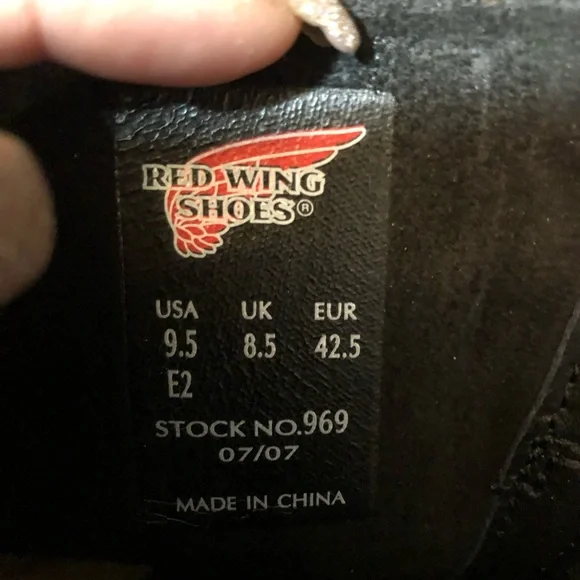 RED WING
SHOES®
USA UK EUR
9.5 8.5 42.5
E2
STOCK NO.969
07/07
MADE IN CHINA